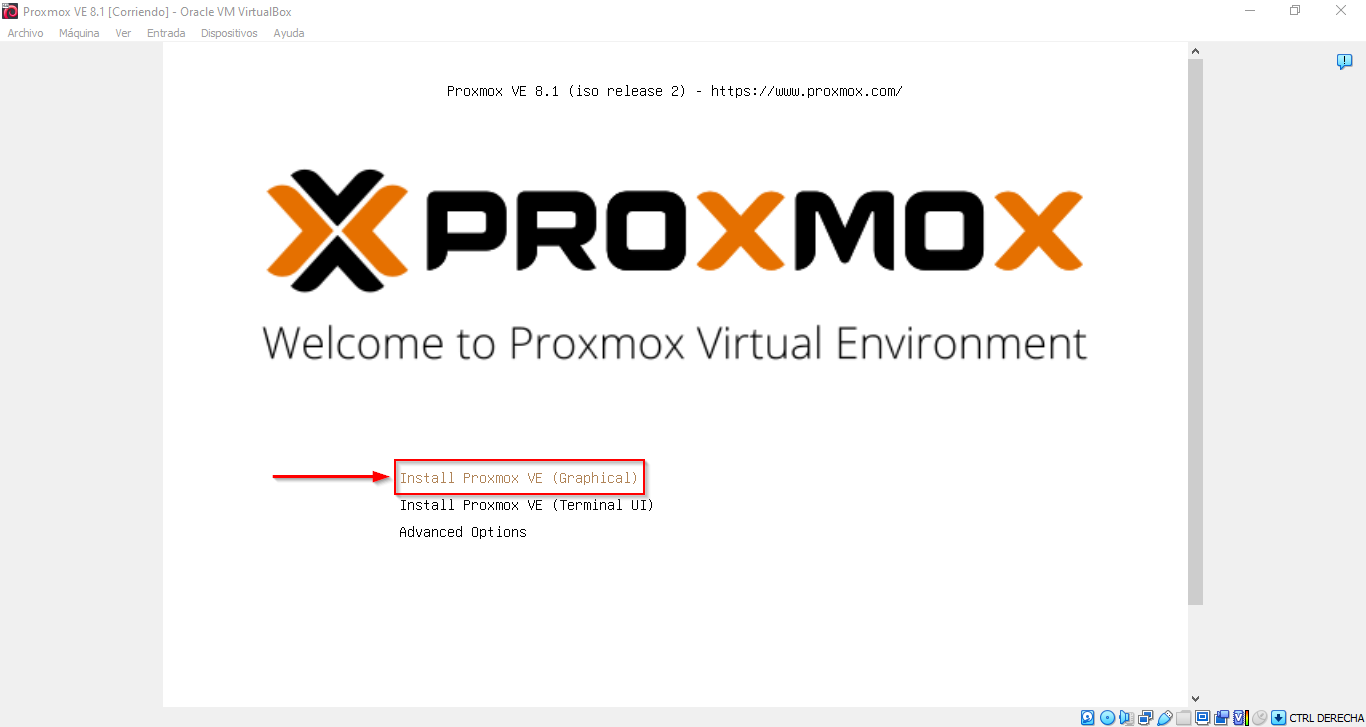 Proxmox VE 8.1 [Corriendo] - Oracle VM VirtualBox
Archivo Máquina Ver Entrada Dispositivos Ayuda
Proxmox VE 8.1 (iso release 2) - https://www.proxmox.com/
PROXMOX
Welcome to Proxmox Virtual Environment
Install Proxmox VE (Graphical)
Install Proxmox VE (Terminal UI)
Advanced Options
CTRL DERECHA